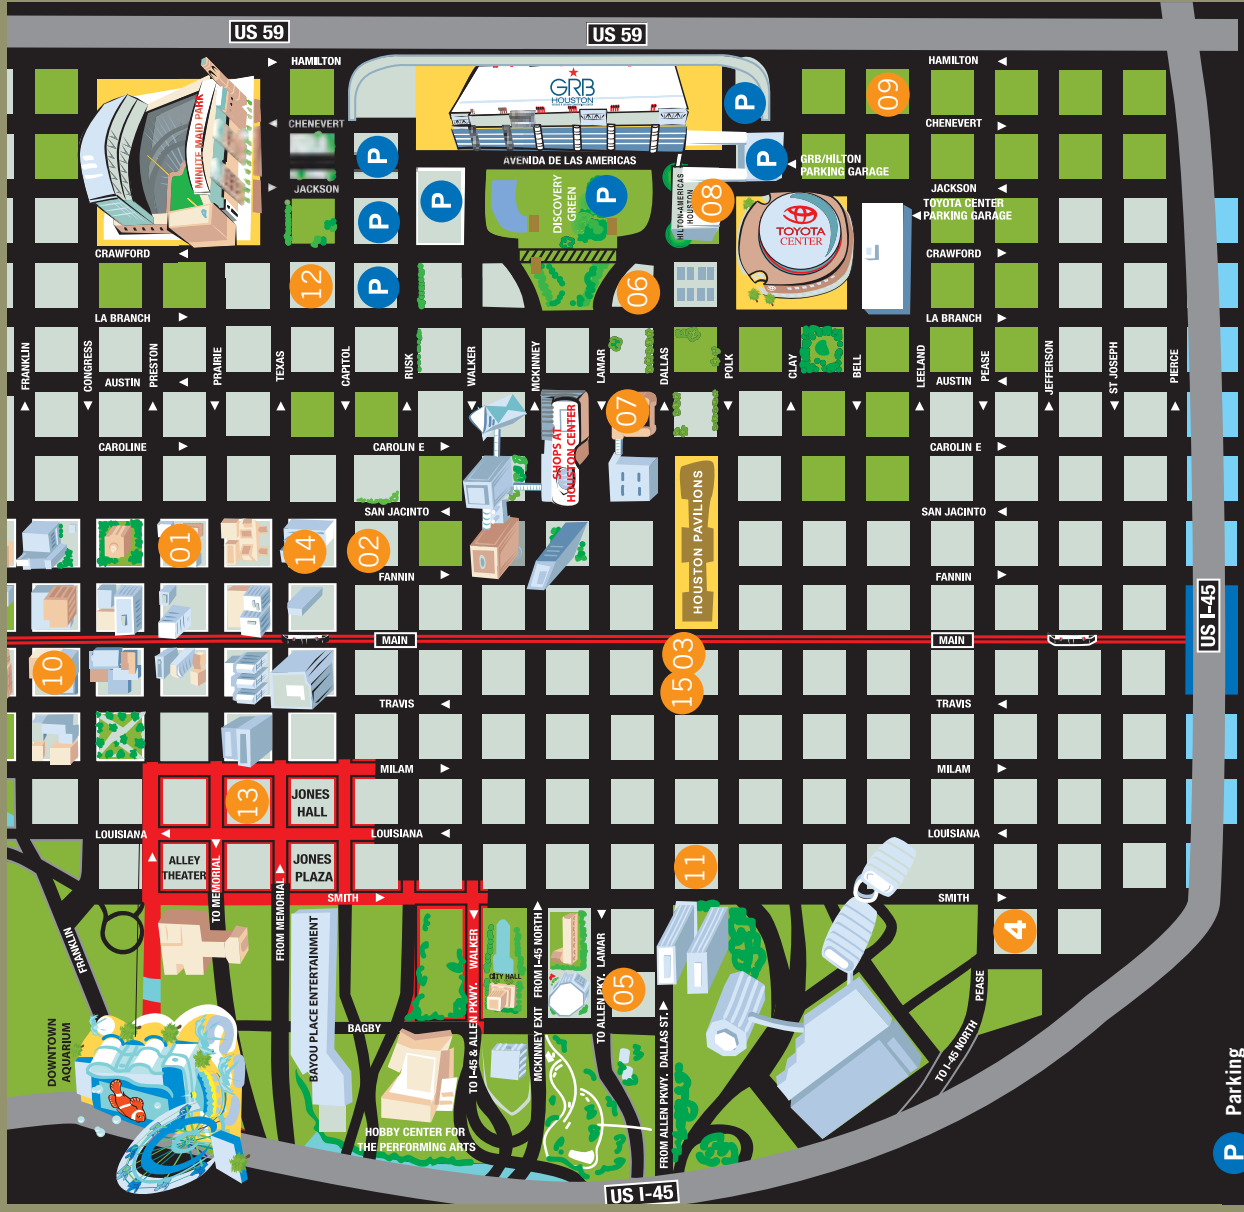 US 59
US 59
HAMILTON
HAMILTON
MINUTE MAID PARK
GRB
HOUSTON
P
09
CHENEVERT
CHENEVERT
P
AVENIDA DE LAS AMERICAS
P
GRB/HILTON
PARKING GARAGE
JACKSON
JACKSON
P
DISCOVERY
GREEN
P
HILTON-AMERICAS
HOUSTON
08
TOYOTA CENTER
PARKING GARAGE
P
TOYOTA
CENTER
CRAWFORD
CRAWFORD
12
P
06
LA BRANCH
LA BRANCH
FRANKLIN
CONGRESS
PRESTON
PRAIRIE
TEXAS
CAPITOL
RUSK
WALKER
MCKINNEY
LAMAR
DALLAS
POLK
CLAY
BELL
LEELAND
PEASE
JEFFERSON
ST JOSEPH
PIERCE
AUSTIN
AUSTIN
07
CAROLINE
CAROLIN E
CAROLIN E
SHOPS AT
HOUSTON CENTER
HOUSTON PAVILIONS
SAN JACINTO
SAN JACINTO
01
14
02
FANNIN
FANNIN
US I-45
MAIN
MAIN
10
03
15
TRAVIS
TRAVIS
MILAM
MILAM
13
JONES
HALL
LOUISIANA
LOUISIANA
LOUISIANA
ALLEY
THEATER
TO MEMORIAL
FROM MEMORIAL
JONES
PLAZA
11
SMITH
SMITH
4
FRANKLIN
BAYOU PLACE ENTERTAINMENT
TO I-45 & ALLEN PKWY. WALKER
CITY HALL
MCKINNEY EXIT FROM I-45 NORTH
TO ALLEN PKY. LAMAR
05
FROM ALLEN PKWY. DALLAS ST.
PEASE
TO I-45 NORTH
BAGBY
DOWNTOWN
AQUARIUM
HOBBY CENTER FOR
THE PERFORMING ARTS
US I-45
P Parking